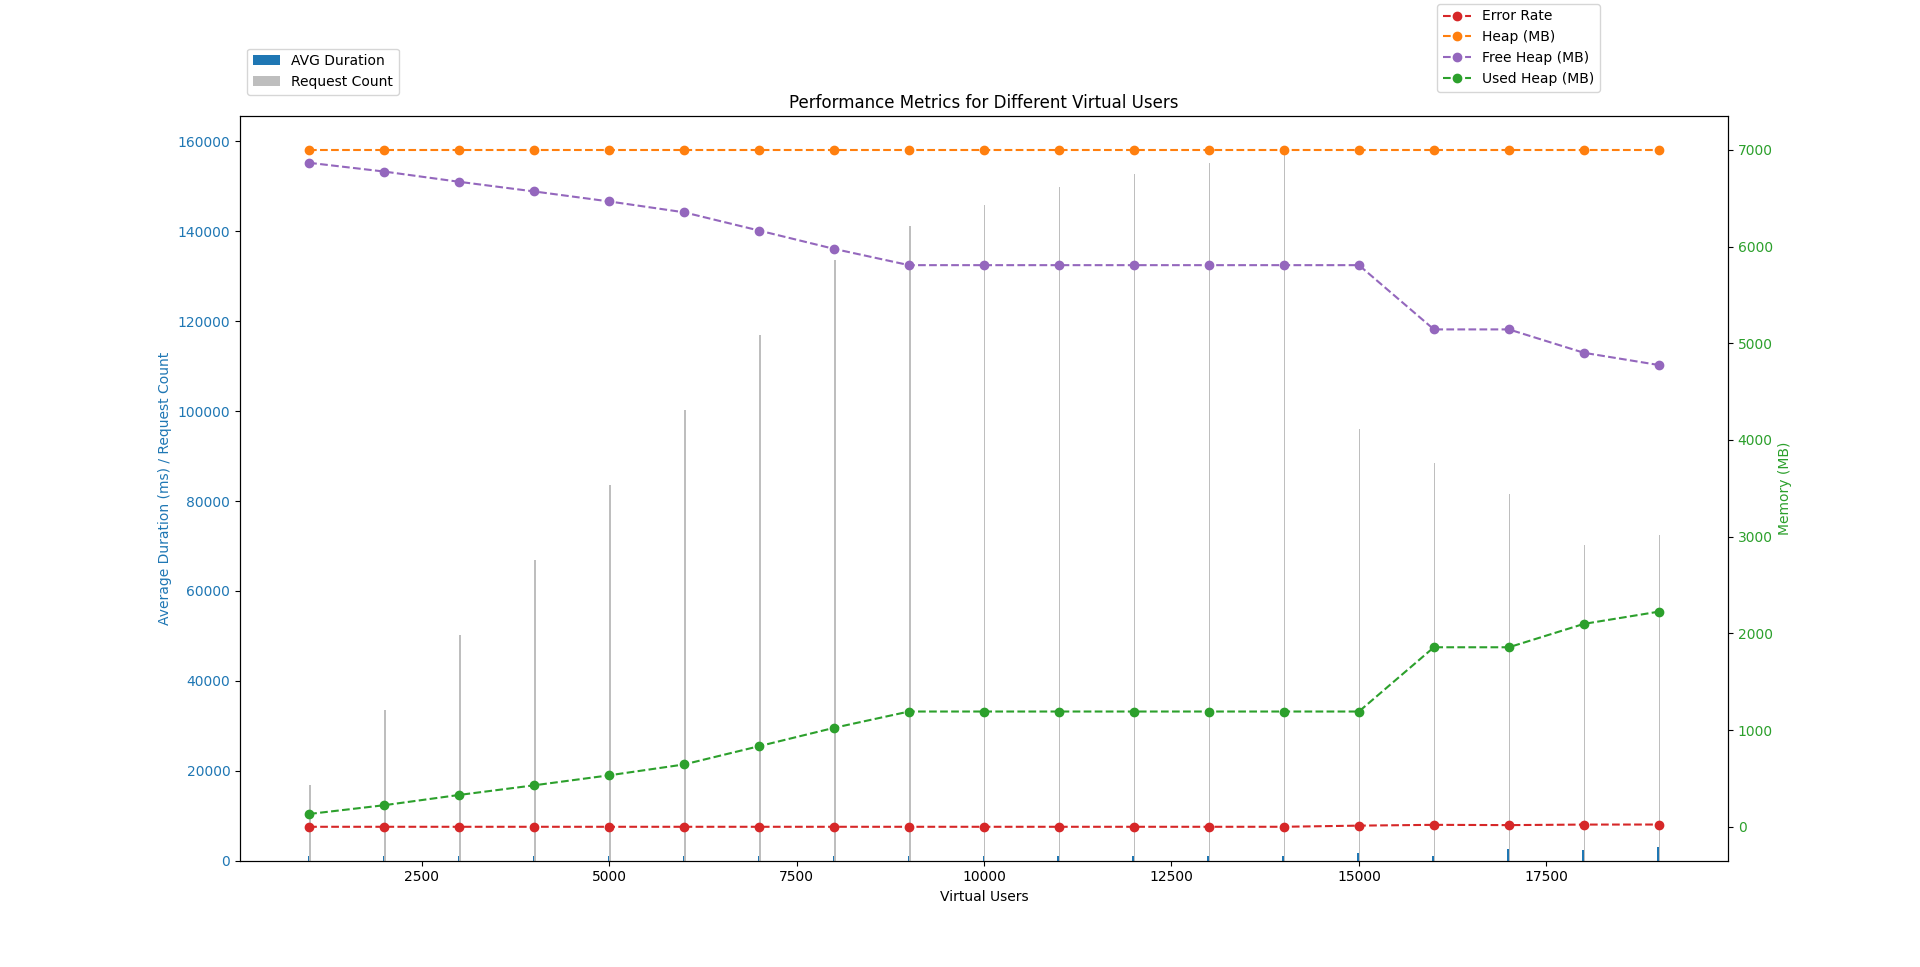 Error Rate
Heap (MB)
Free Heap (MB)
Used Heap (MB)
AVG Duration
Request Count
Performance Metrics for Different Virtual Users
160000
140000
120000
100000
80000
60000
40000
20000
0
Average Duration (ms) / Request Count
7000
6000
5000
4000
3000
2000
1000
0
Memory (MB)
2500
5000
7500
10000
12500
15000
17500
Virtual Users